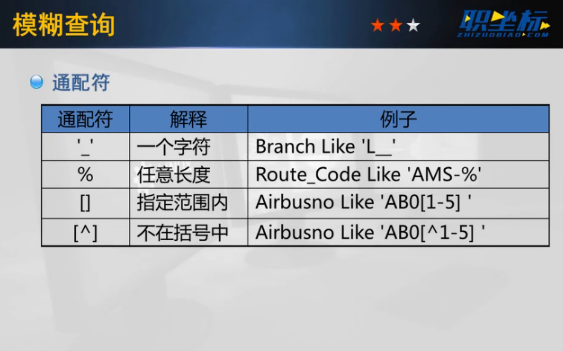 模糊查询
职坐标
ZHIZUOBIAO.COM
通配符
通配符 解释 例子
'_' 一个字符 Branch Like 'L__'
% 任意长度 Route_Code Like 'AMS-%'
[] 指定范围内 Airbusno Like 'AB0[1-5] '
[^] 不在括号中 Airbusno Like 'AB0[^1-5] '